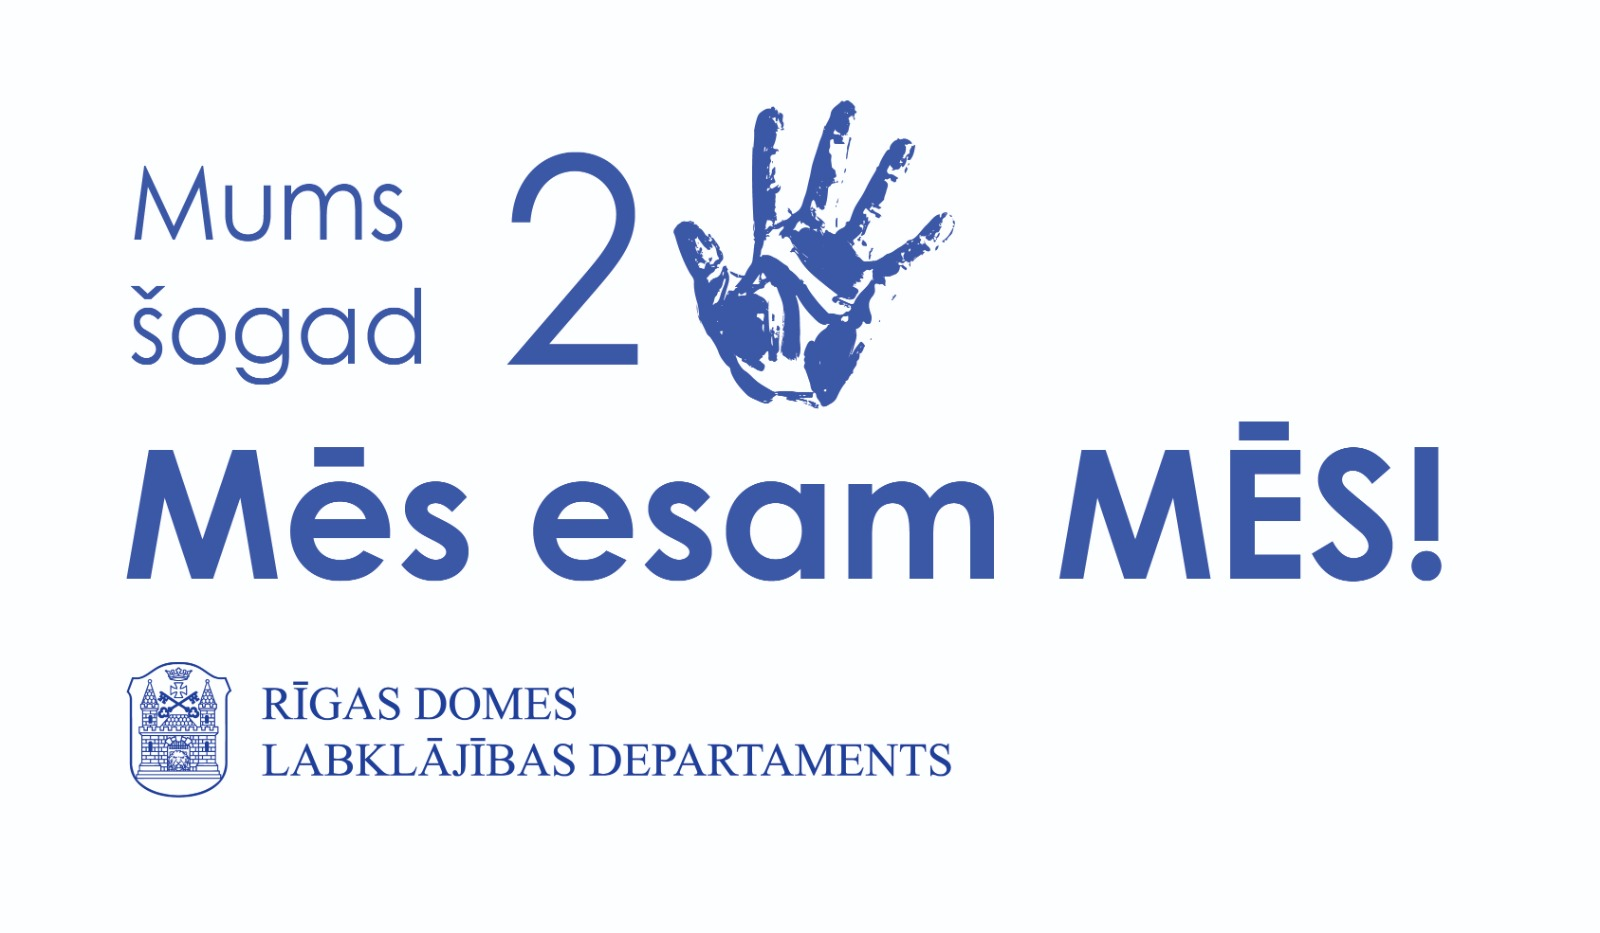 Mums
šogad 2
Mēs esam MĒS!
RĪGAS DOMES
LABKLĀJĪBAS DEPARTAMENTS